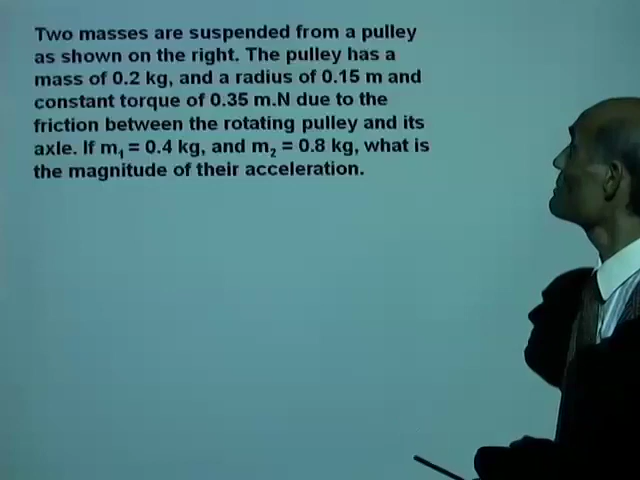 Two masses are suspended from a pulley
as shown on the right. The pulley has a
mass of 0.2 kg, and a radius of 0.15 m and
constant torque of 0.35 m.N due to the
friction between the rotating pulley and its
axle. If m₁ = 0.4 kg, and m₂ = 0.8 kg, what is
the magnitude of their acceleration.